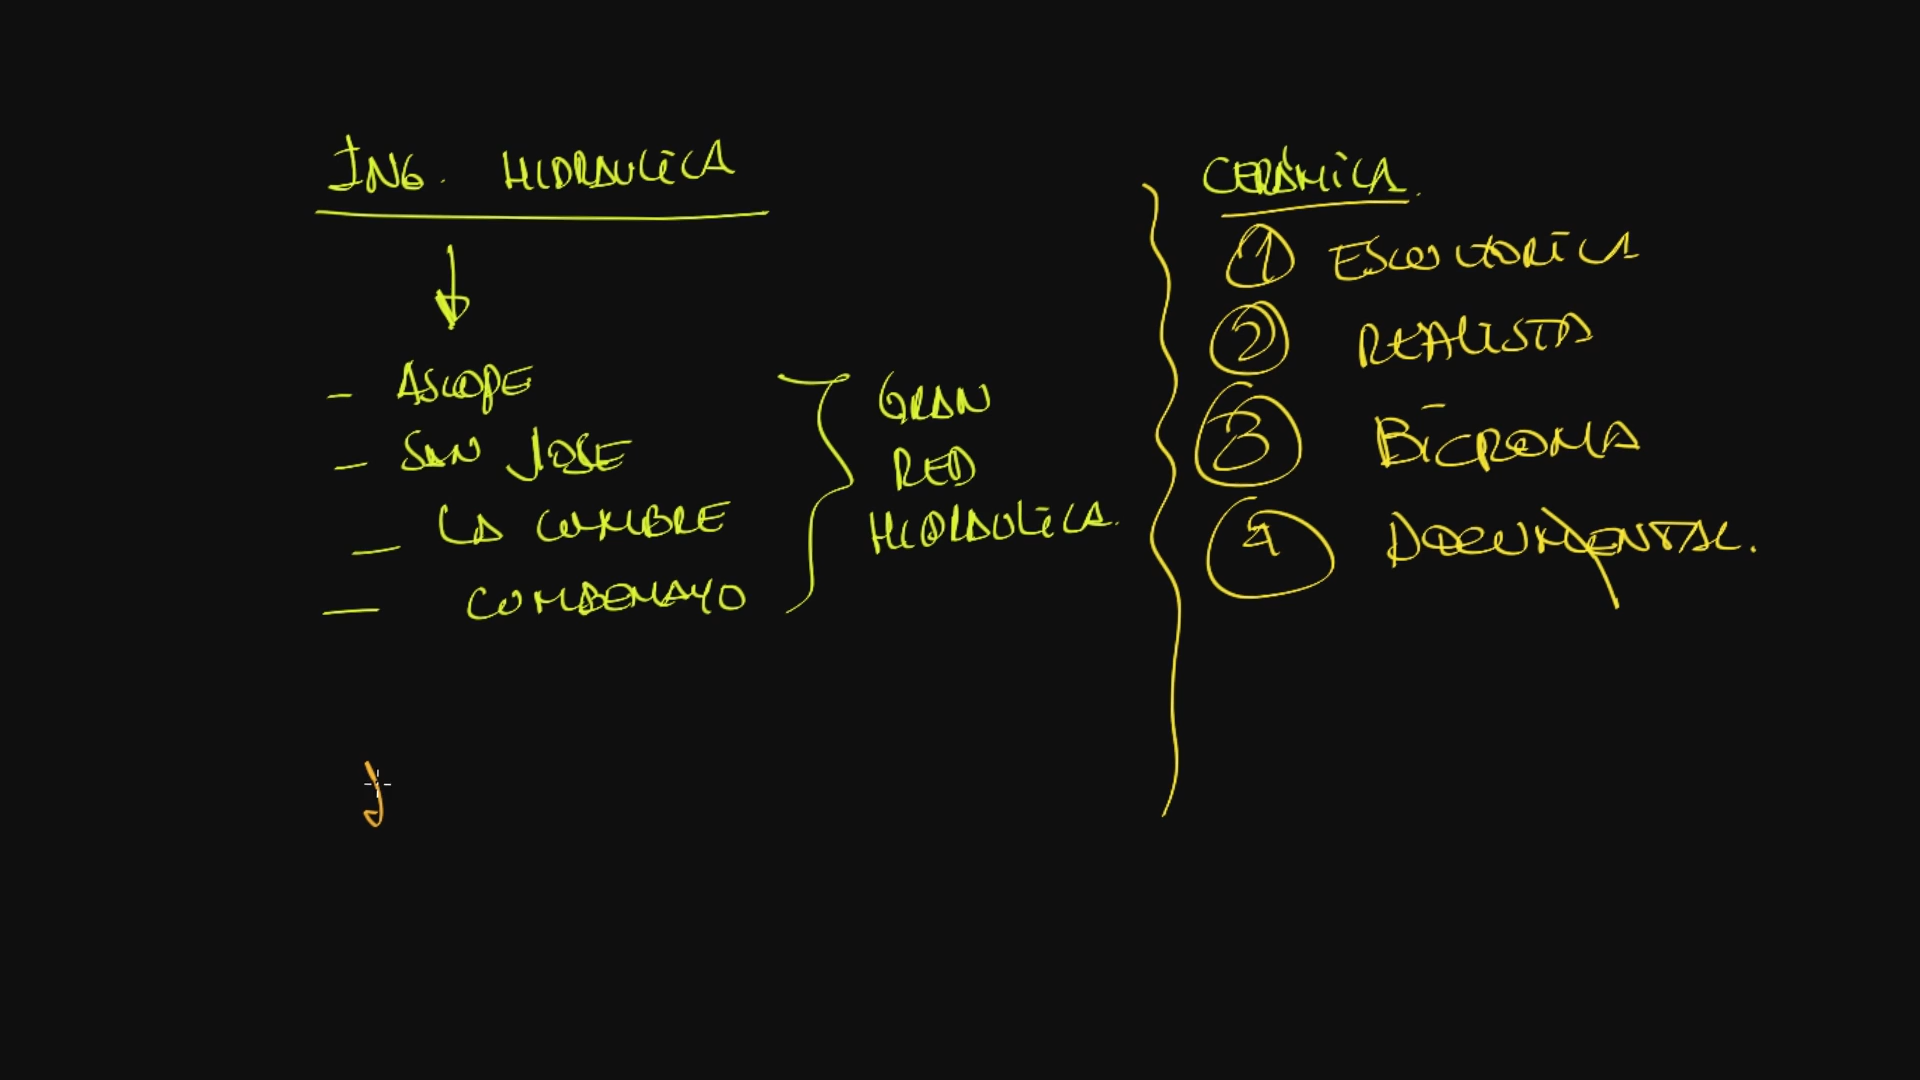 ING. HIDRAULICA
- ASCOPE
- SAN JOSE
- LA CUMBRE
- CUMBEMAYO
GRAN
RED
HIDRAULICA.
CERÁMICA.
1 ESCULTORICA
2 REALISTA
3 BICROMA
4 DOCUMENTAL.